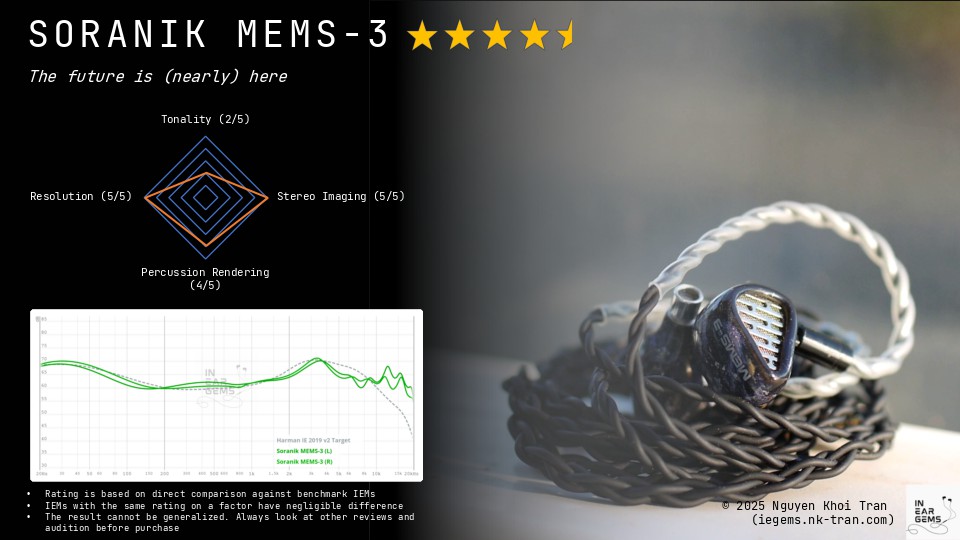 SORANIK MEMS-3
The future is (nearly) here
Tonality (2/5)
Resolution (5/5)
Stereo Imaging (5/5)
Percussion Rendering
(4/5)
IN
EAR
GEMS
Harman IE 2019 v2 Target
Soranik MEMS-3 (L)
Soranik MEMS-3 (R)
• Rating is based on direct comparison against benchmark IEMs
• IEMs with the same rating on a factor have negligible difference
• The result cannot be generalized. Always look at other reviews and
audition before purchase
MEMS-3
© 2025 Nguyen Khoi Tran
(iegems.nk-tran.com)
IN
EAR
GEMS